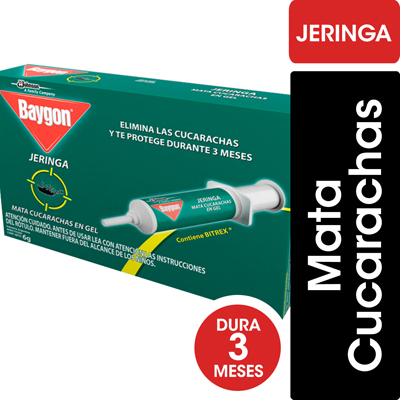 JERINGA
Mata
Cucarachas
A Family Company
Baygon
JERINGA
MATA CUCARACHAS EN GEL
ATENCIÓN CUIDADO. ANTES DE USAR LEA CON ATENCIÓN LAS INSTRUCCIONES
DEL RÓTULO. MANTENER FUERA DEL ALCANCE DE LOS NIÑOS.
6g
ELIMINA LAS CUCARACHAS
Y TE PROTEGE DURANTE 3 MESES
JERINGA
MATA CUCARACHAS
EN GEL
Contiene BITREX
DURA
3
MESES